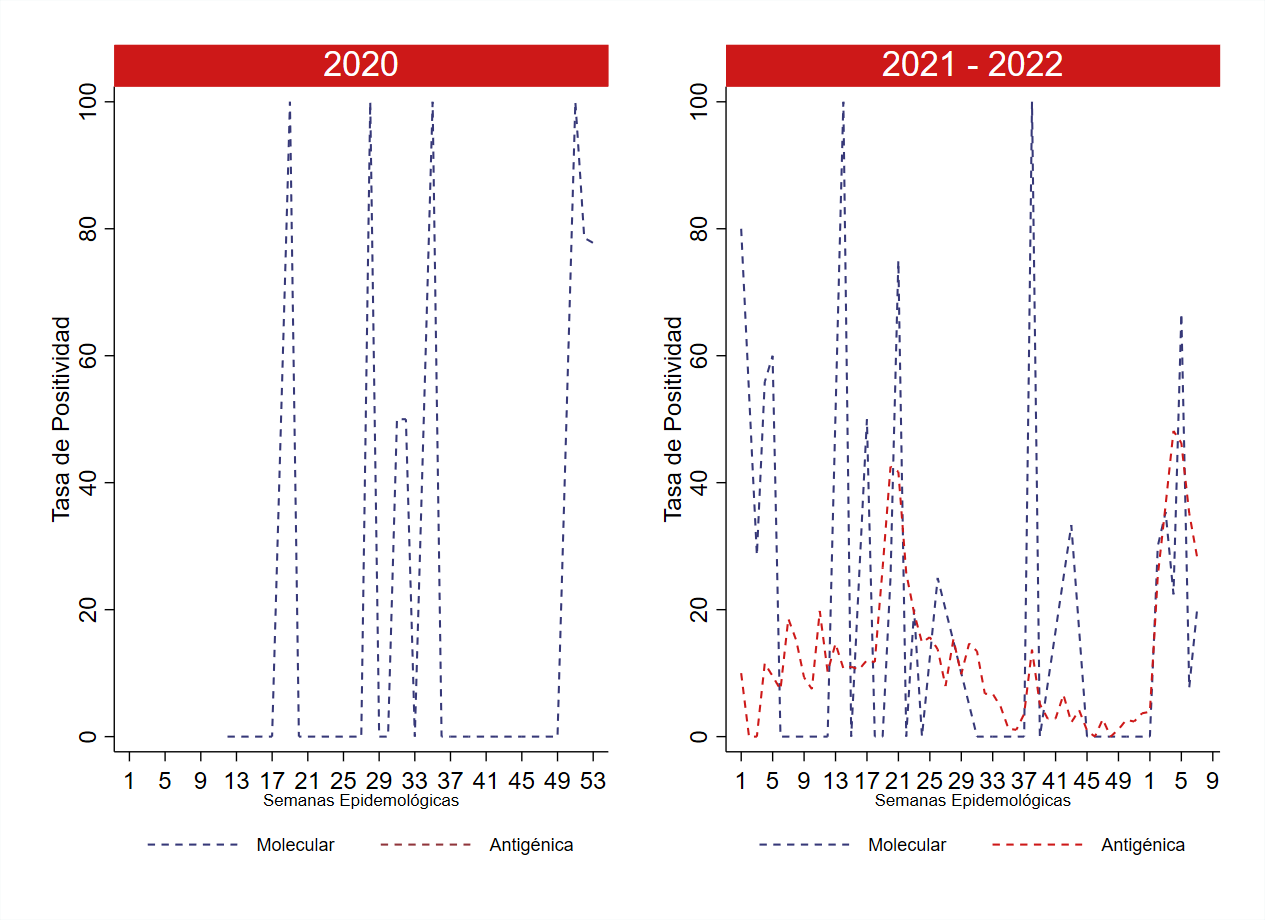 2020
Tasa de Positividad
100
80
60
40
20
0
1 5 9 13 17 21 25 29 33 37 41 45 49 53
Semanas Epidemológicas
Molecular Antigénica
2021 - 2022
Tasa de Positividad
100
80
60
40
20
0
1 5 9 13 17 21 25 29 33 37 41 45 49 1 5 9
Semanas Epidemológicas
Molecular Antigénica